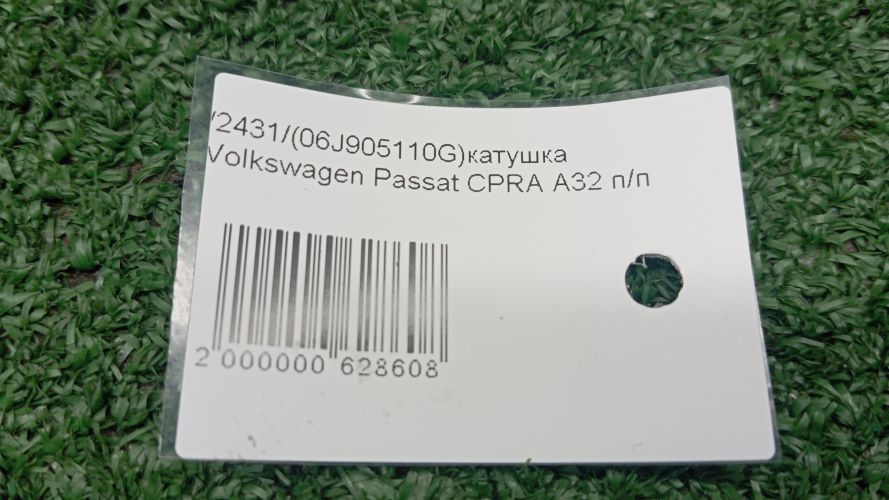 /2431/(06J905110G)катушка
Volkswagen Passat CPRA A32 п/п
2 000000 628608